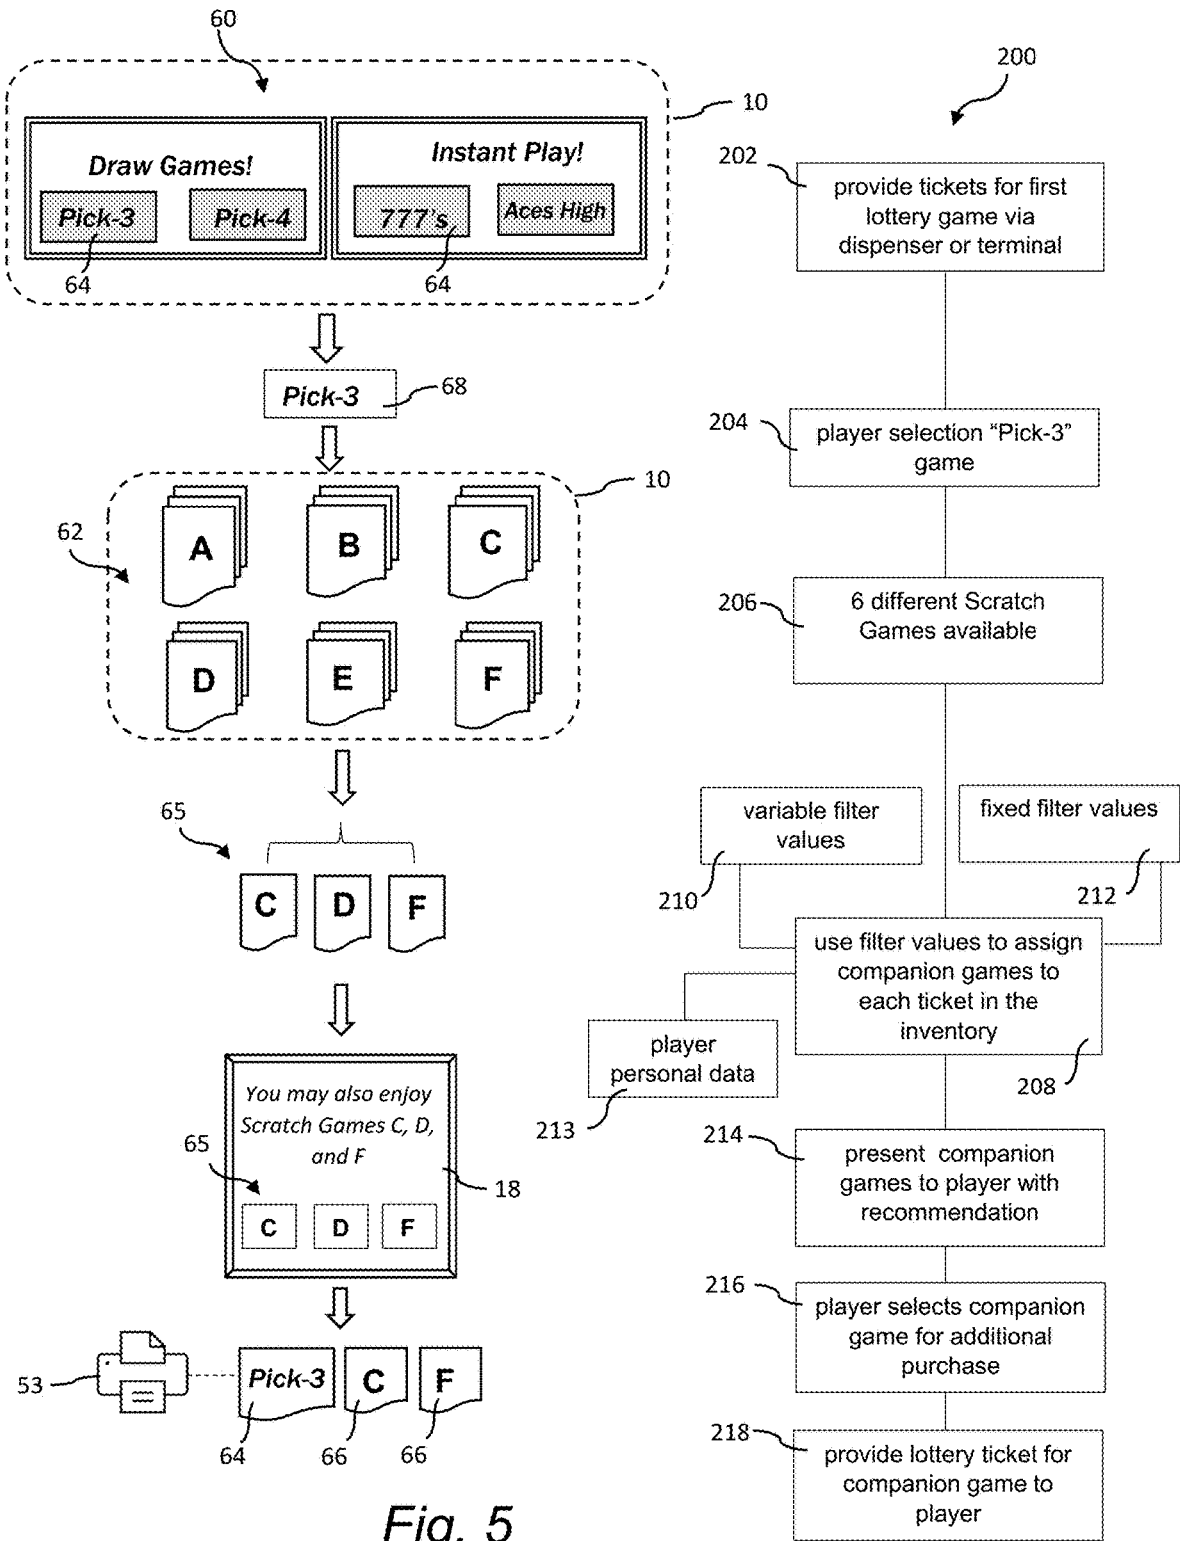 60
200
10
202
Draw Games!
Instant Play!
Pick-3
Pick-4
777's
Aces High
64
64
provide tickets for first
lottery game via
dispenser or terminal
Pick-3
68
204
player selection "Pick-3"
game
10
62
A
B
C
D
E
F
206
6 different Scratch
Games available
65
C
D
F
variable filter
values
210
fixed filter values
212
use filter values to assign
companion games to
each ticket in the
inventory
208
player
personal data
213
You may also enjoy
Scratch Games C, D,
and F
65
18
C
D
F
214
present companion
games to player with
recommendation
216
player selects companion
game for additional
purchase
53
Pick-3
C
F
64
66
66
218
provide lottery ticket for
companion game to
player
Fig. 5